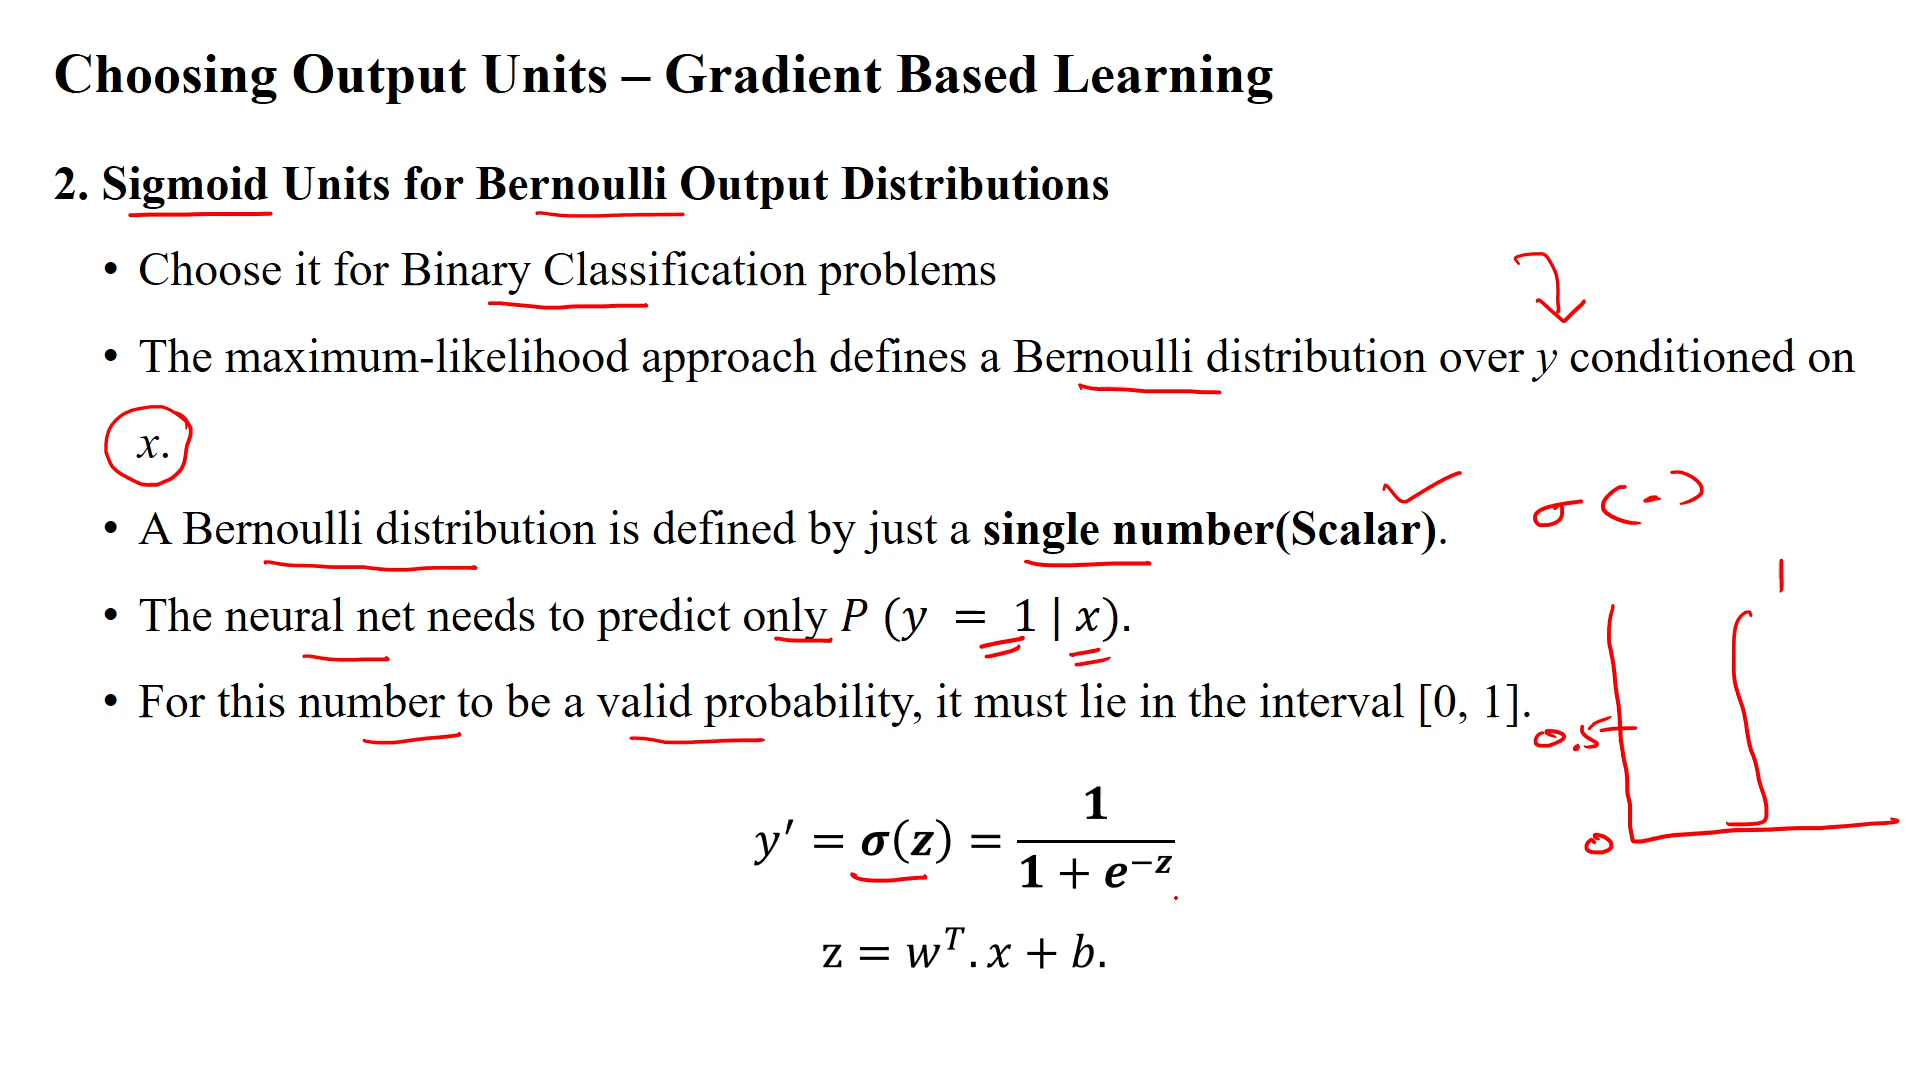 Choosing Output Units – Gradient Based Learning
2. Sigmoid Units for Bernoulli Output Distributions
• Choose it for Binary Classification problems
• The maximum-likelihood approach defines a Bernoulli distribution over y conditioned on
x.
• A Bernoulli distribution is defined by just a single number(Scalar).
σ (-)
• The neural net needs to predict only P (y = 1 | x).
1
• For this number to be a valid probability, it must lie in the interval [0, 1].
0.5
0
y′ = σ(z) = 1 / (1 + e^{−z})
z = w^T . x + b.